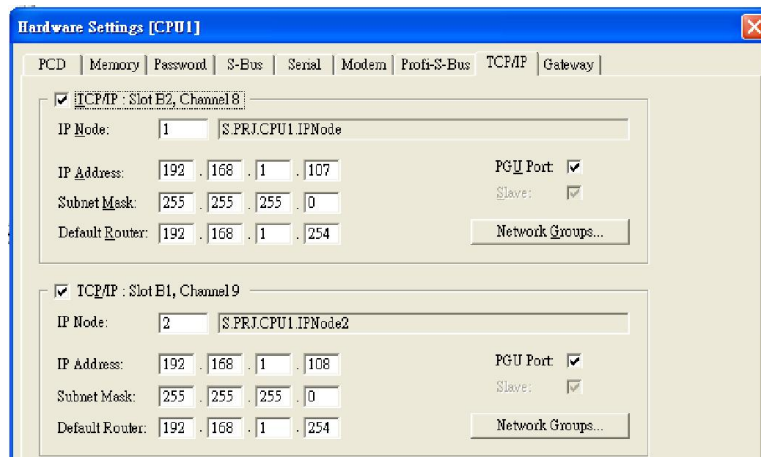 Hardware Settings [CPU1]
PCD Memory Password S-Bus Serial Modem Profi-S-Bus TCP/IP Gateway
TCP/IP : Slot B2, Channel 8
IP Node: 1 S.PRJ.CPU1.IPNode
IP Address: 192 . 168 . 1 . 107 PGU Port:
Subnet Mask: 255 . 255 . 255 . 0 Slave:
Default Router: 192 . 168 . 1 . 254 Network Groups...
TCP/IP : Slot B1, Channel 9
IP Node: 2 S.PRJ.CPU1.IPNode2
IP Address: 192 . 168 . 1 . 108 PGU Port:
Subnet Mask: 255 . 255 . 255 . 0 Slave:
Default Router: 192 . 168 . 1 . 254 Network Groups...